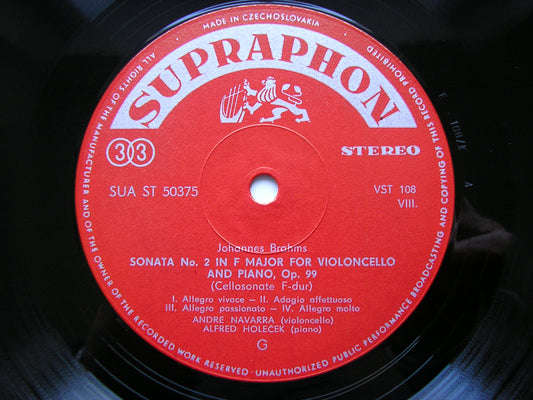 MADE IN CZECHOSLOVAKIA
ALL RIGHTS OF THE MANUFACTURER AND OF THE OWNER OF THE RECORDED WORK RESERVED - UNAUTHORIZED PUBLIC PERFORMANCE BROADCASTING AND COPYING OF THIS RECORD PROHIBITED
SUPRAPHON
33
STEREO
SUA ST 50375
VST 108
VIII.
Johannes Brahms
SONATA No. 2 IN F MAJOR FOR VIOLONCELLO
AND PIANO, Op. 99
(Cellosonate F-dur)
I. Allegro vivace – II. Adagio affettuoso
III. Allegro passionato – IV. Allegro molto
ANDRÉ NAVARRA (violoncello)
ALFRED HOLEČEK (piano)
G